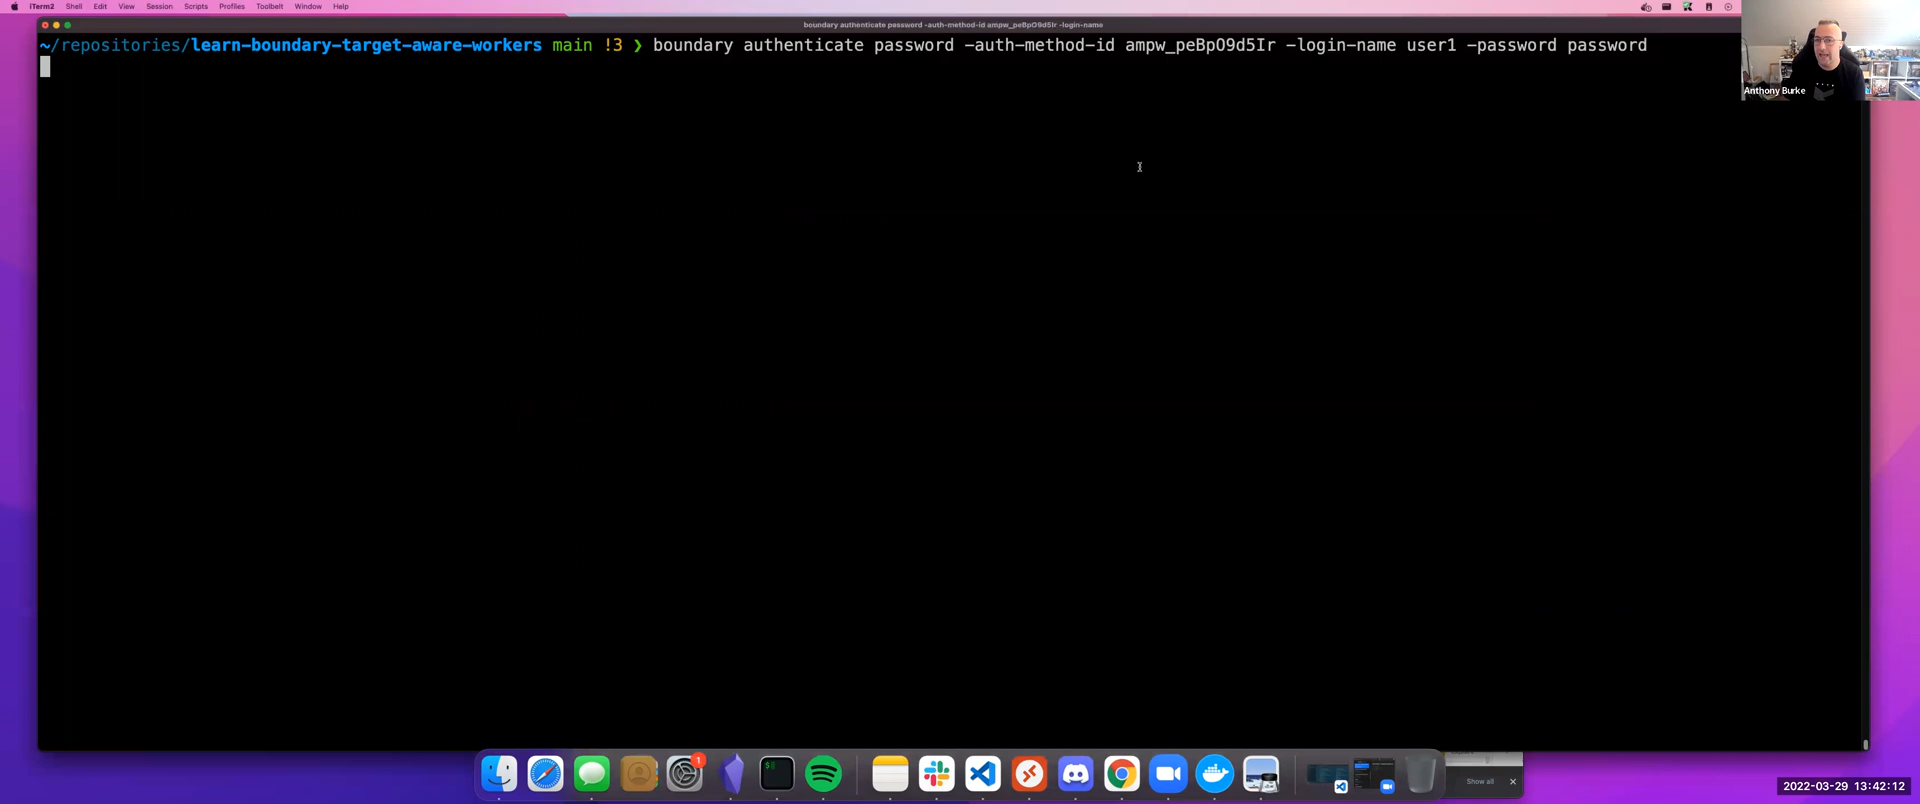 iTerm2 Shell Edit View Session Scripts Profiles Toolbelt Window Help
boundary authenticate password -auth-method-id ampw_peBpO9d5Ir -login-name
~/repositories/learn-boundary-target-aware-workers main !3 ❯ boundary authenticate password -auth-method-id ampw_peBpO9d5Ir -login-name user1 -password password
Anthony Burke
1
Show all
2022-03-29 13:42:12